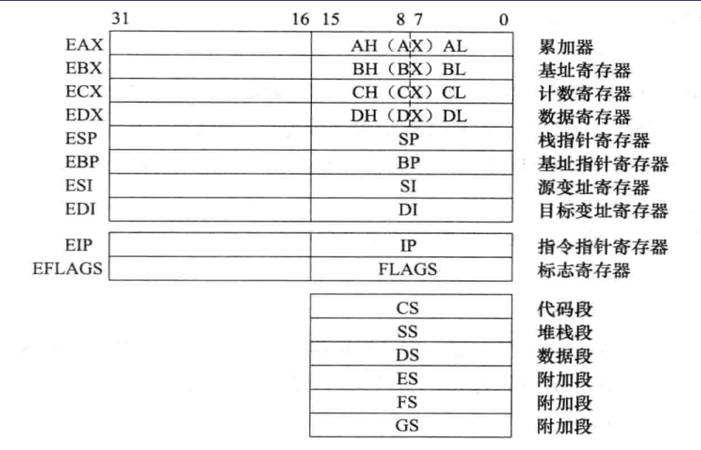 31 16 15 8 7 0
EAX AH（AX）AL 累加器
EBX BH（BX）BL 基址寄存器
ECX CH（CX）CL 计数寄存器
EDX DH（DX）DL 数据寄存器
ESP SP 栈指针寄存器
EBP BP 基址指针寄存器
ESI SI 源变址寄存器
EDI DI 目标变址寄存器
EIP IP 指令指针寄存器
EFLAGS FLAGS 标志寄存器
CS 代码段
SS 堆栈段
DS 数据段
ES 附加段
FS 附加段
GS 附加段